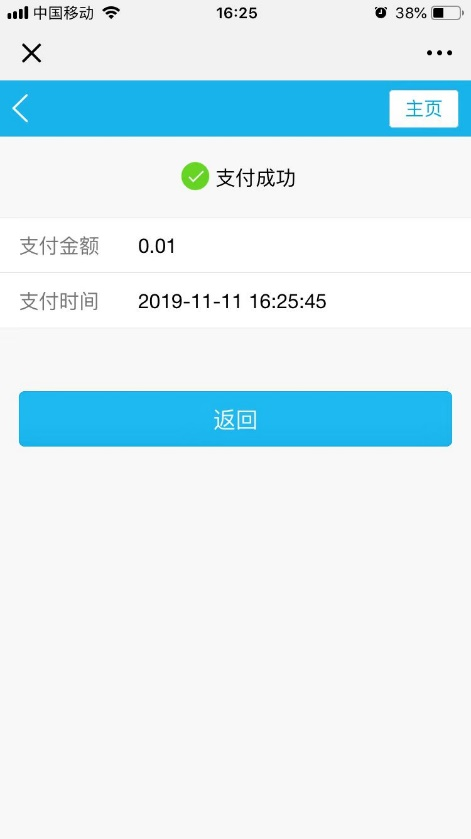 中国移动 16:25 38%
主页
支付成功
支付金额 0.01
支付时间 2019-11-11 16:25:45
返回